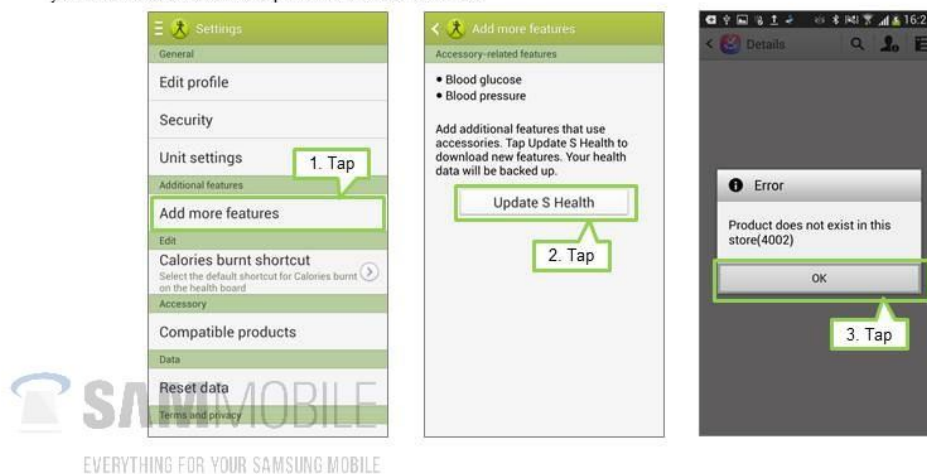 Settings
General
Edit profile
Security
Unit settings
1. Tap
Additional features
Add more features
Edit
Calories burnt shortcut
Select the default shortcut for Calories burnt
on the health board
Accessory
Compatible products
Data
Reset data
Terms and privacy
Add more features
Accessory-related features
• Blood glucose
• Blood pressure
Add additional features that use
accessories. Tap Update S Health to
download new features. Your health
data will be backed up.
Update S Health
2. Tap
16:2
Details
Error
Product does not exist in this
store(4002)
OK
3. Tap
SAMMOBILE
EVERYTHING FOR YOUR SAMSUNG MOBILE